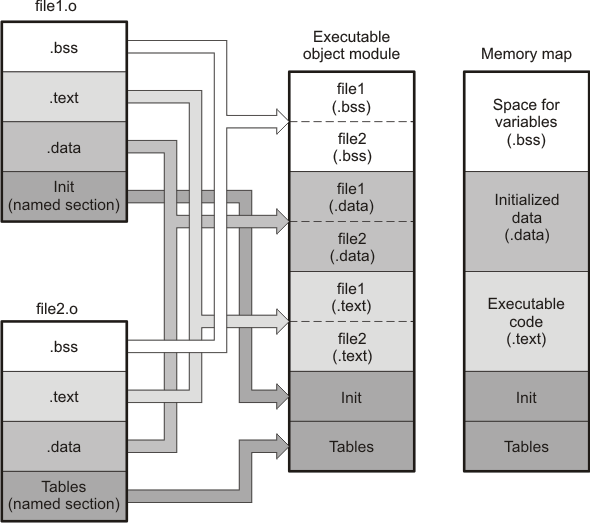 file1.o
.bss
.text
.data
Init
(named section)
file2.o
.bss
.text
.data
Tables
(named section)
Executable
object module
file1
(.bss)
file2
(.bss)
file1
(.data)
file2
(.data)
file1
(.text)
file2
(.text)
Init
Tables
Memory map
Space for
variables
(.bss)
Initialized
data
(.data)
Executable
code
(.text)
Init
Tables